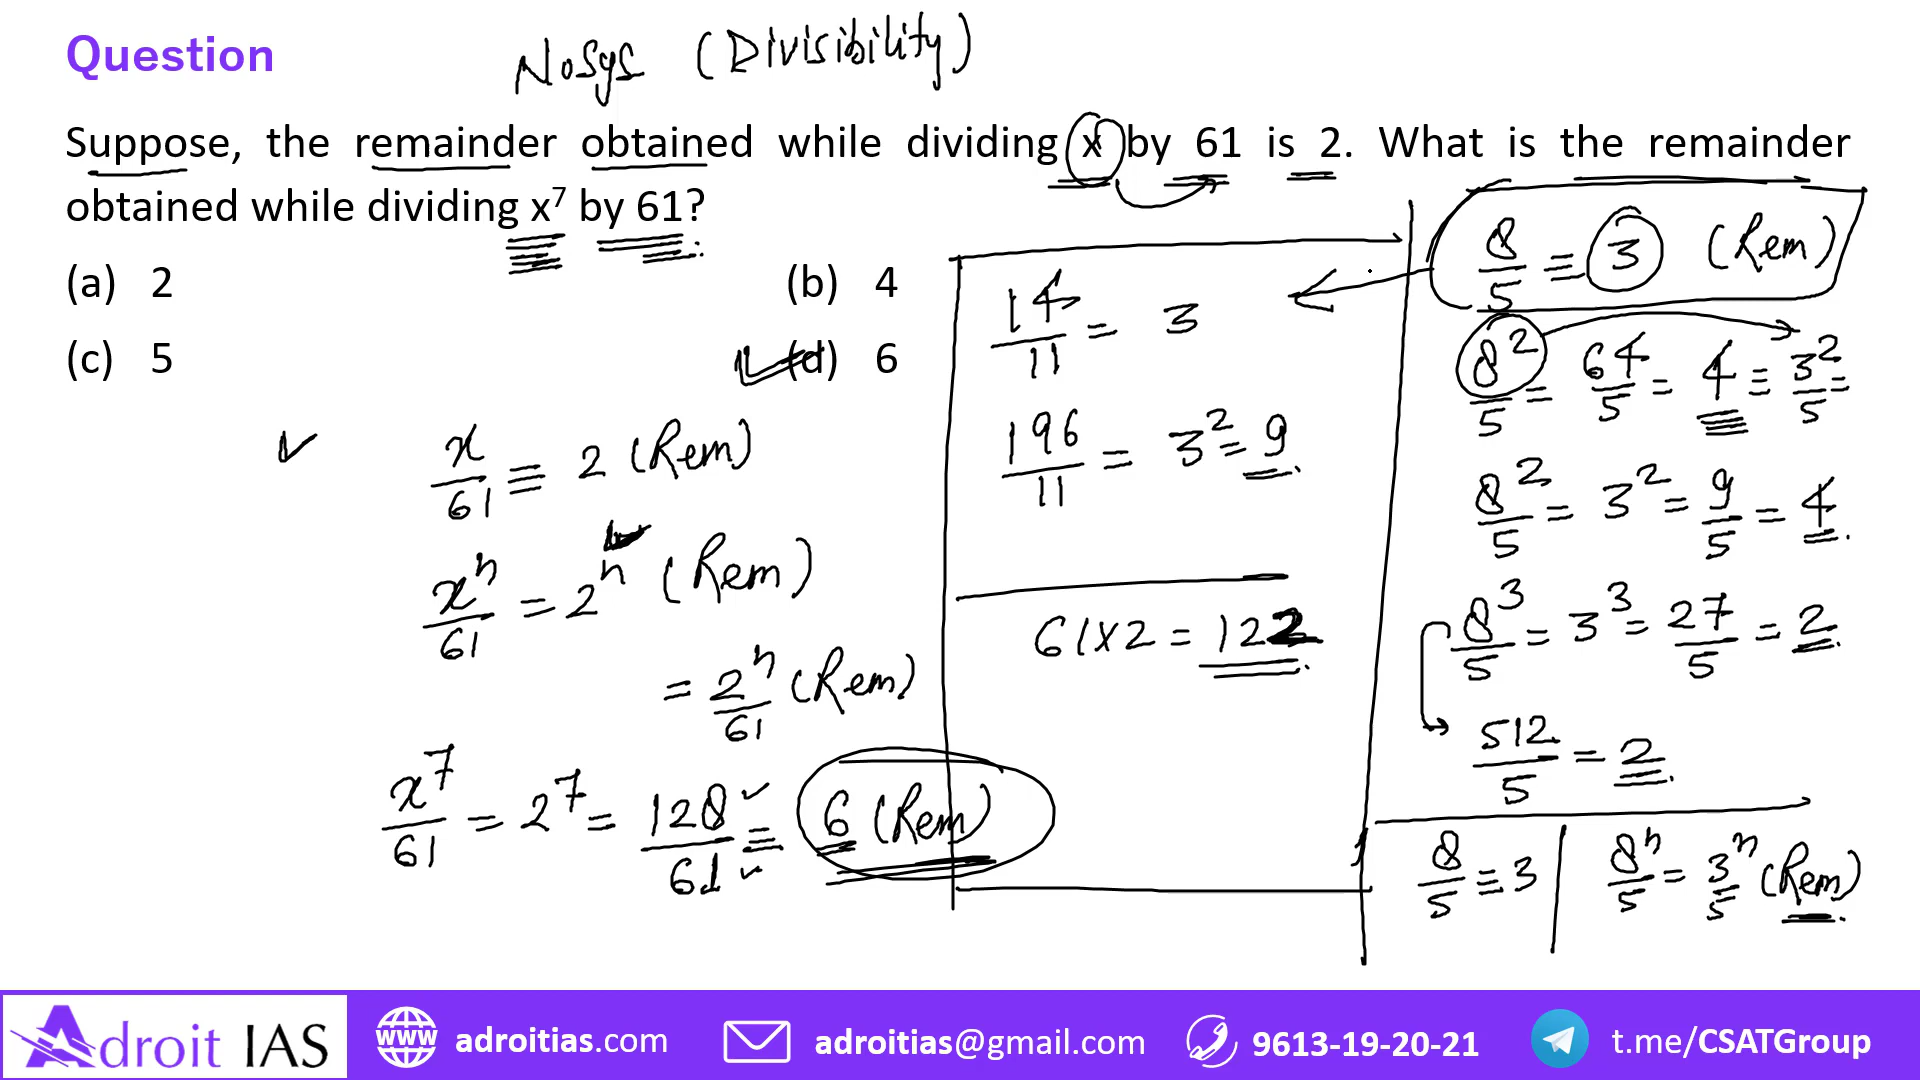 Question
NoSys (Divisibility)
Suppose, the remainder obtained while dividing x by 61 is 2. What is the remainder
obtained while dividing x⁷ by 61?
(a) 2
(b) 4
(c) 5
(d) 6
x/61 ≡ 2 (Rem)
xⁿ/61 = 2ⁿ (Rem)
= 2ⁿ/61 (Rem)
x⁷/61 = 2⁷ = 128/61 ≡ 6 (Rem)
14/11 = 3
196/11 = 3² = 9
61x2 = 122
8/5 ≡ 3 (Rem)
8²/5 = 64/5 = 4 ≡ 3²/5 =
8²/5 = 3² = 9/5 = 4
8³/5 = 3³ = 27/5 = 2
512/5 = 2
8/5 ≡ 3
8ⁿ/5 = 3ⁿ/5 (Rem)
Adroit IAS
www
adroitias.com
adroitias@gmail.com
9613-19-20-21
t.me/CSATGroup